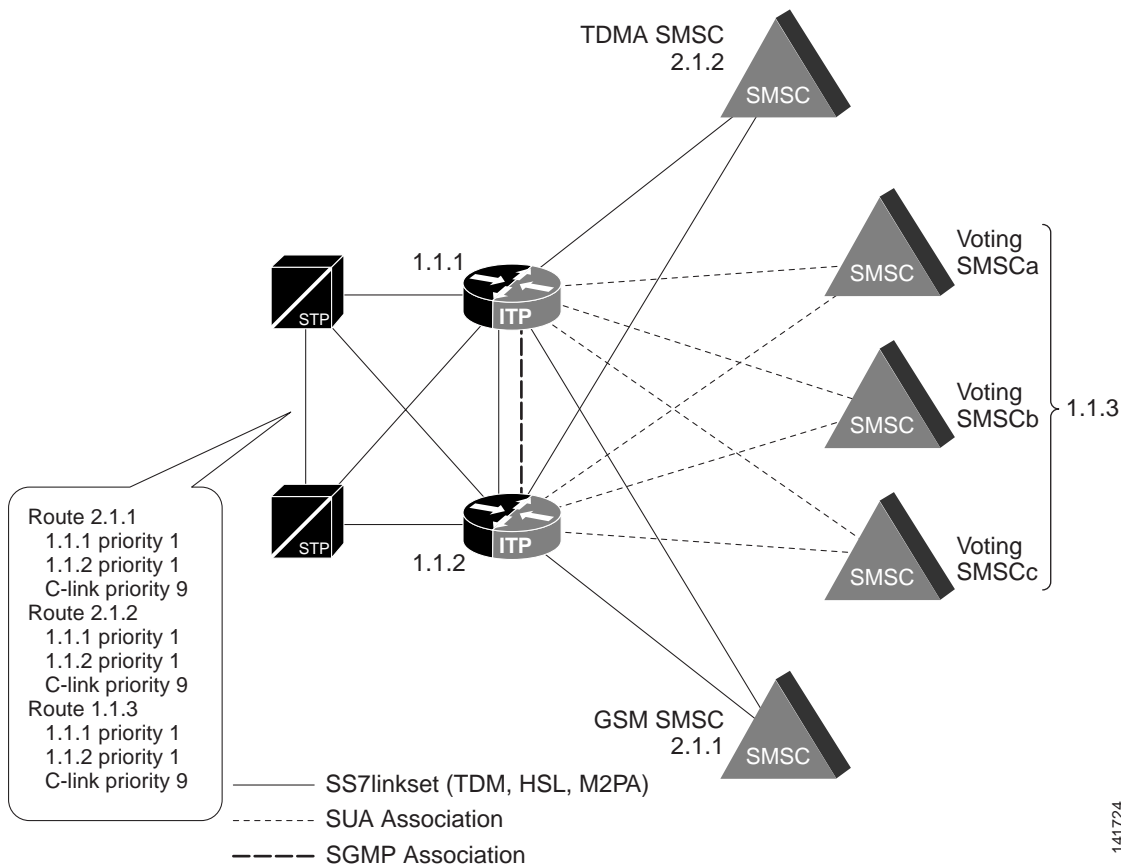 TDMA SMSC
2.1.2
SMSC
1.1.1
STP
ITP
SMSC
Voting
SMSCa
SMSC
Voting
SMSCb
1.1.3
STP
ITP
1.1.2
SMSC
Voting
SMSCc
Route 2.1.1
1.1.1 priority 1
1.1.2 priority 1
C-link priority 9
Route 2.1.2
1.1.1 priority 1
1.1.2 priority 1
C-link priority 9
Route 1.1.3
1.1.1 priority 1
1.1.2 priority 1
C-link priority 9
GSM SMSC
2.1.1
SMSC
SS7linkset (TDM, HSL, M2PA)
SUA Association
SGMP Association
141724